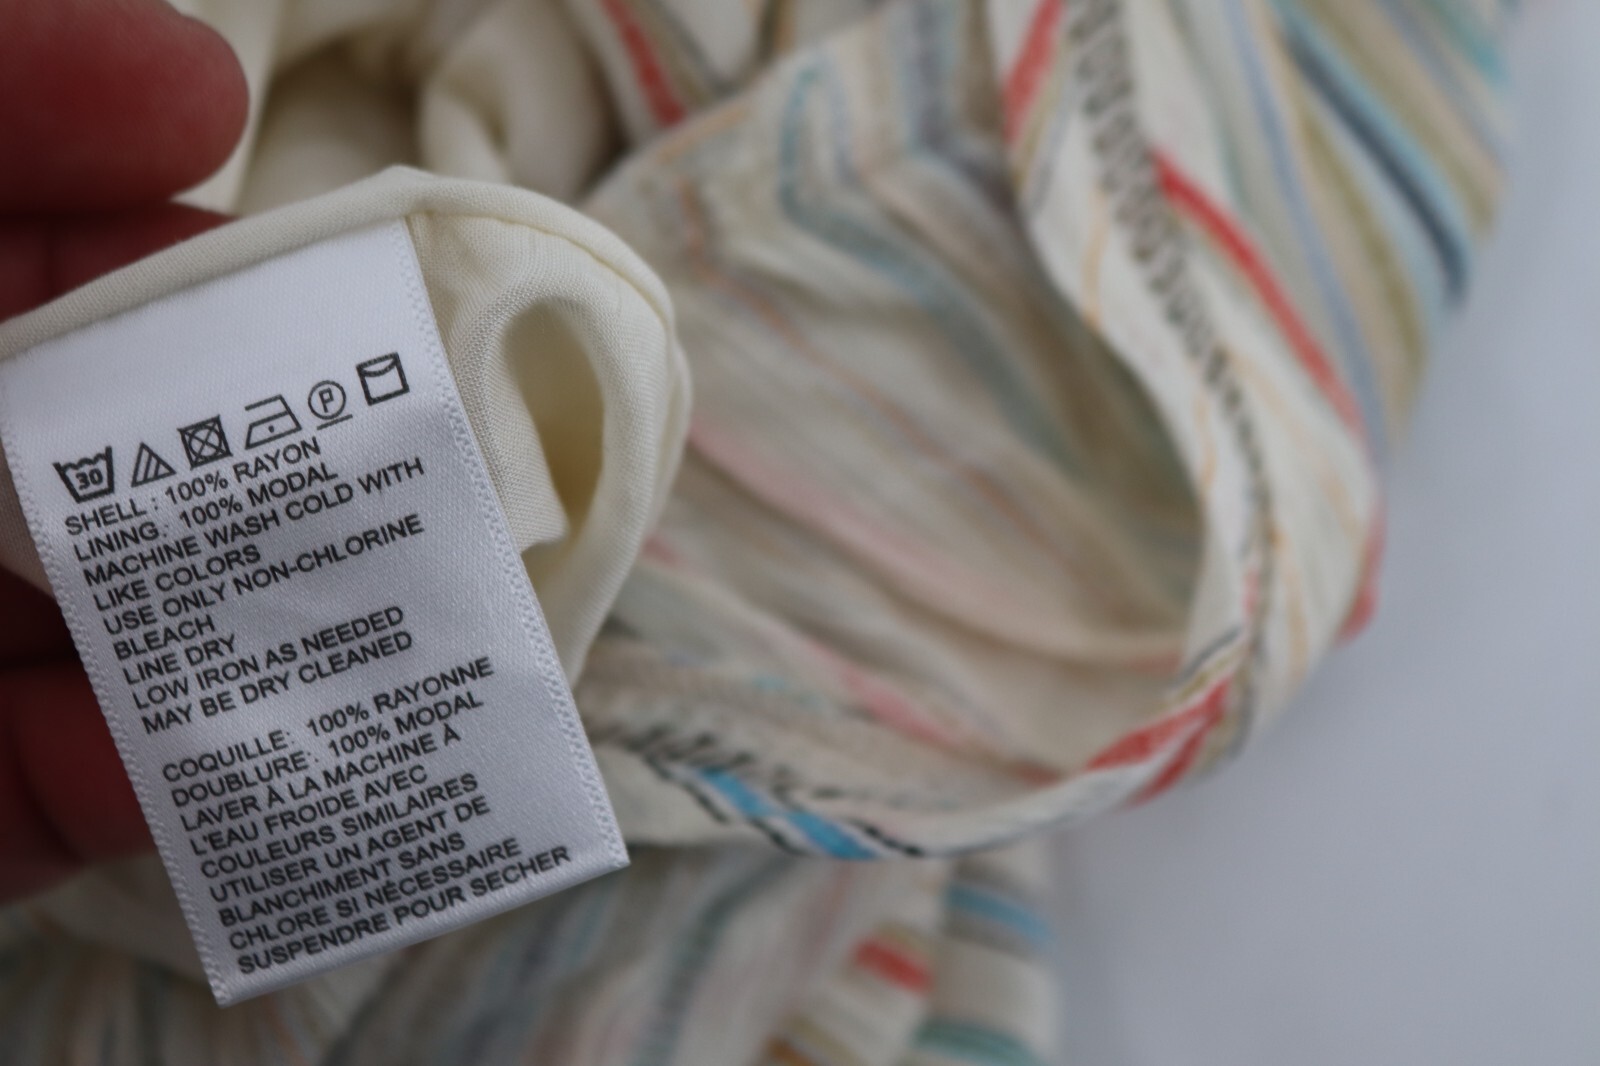 30 P
SHELL : 100% RAYON
LINING: 100% MODAL
MACHINE WASH COLD WITH
LIKE COLORS
USE ONLY NON-CHLORINE
BLEACH
LINE DRY
LOW IRON AS NEEDED
MAY BE DRY CLEANED
COQUILLE: 100% RAYONNE
DOUBLURE: 100% MODAL
LAVER À LA MACHINE À
L'EAU FROIDE AVEC
COULEURS SIMILAIRES
UTILISER UN AGENT DE
BLANCHIMENT SANS
CHLORE SI NÉCESSAIRE
SUSPENDRE POUR SECHER